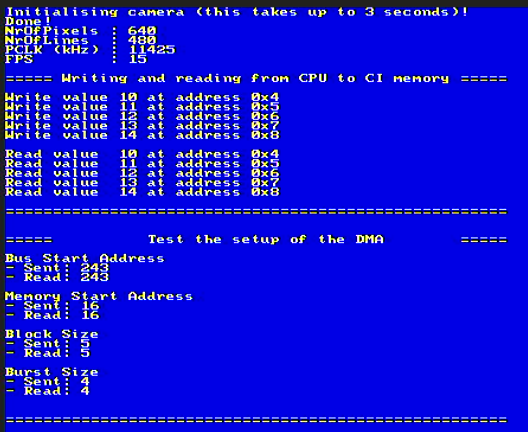 Initialising camera (this takes up to 3 seconds)!
Done!
NrOfPixels : 640
NrOfLines  : 480
PCLK (kHz) : 11425
FPS        : 15
===== Writing and reading from CPU to CI memory =====
Write value 10 at address 0x4
Write value 11 at address 0x5
Write value 12 at address 0x6
Write value 13 at address 0x7
Write value 14 at address 0x8
Read value  10 at address 0x4
Read value  11 at address 0x5
Read value  12 at address 0x6
Read value  13 at address 0x7
Read value  14 at address 0x8
==========================================================
=====           Test the setup of the DMA         =====
Bus Start Address
- Sent: 243
- Read: 243
Memory Start Address
- Sent: 16
- Read: 16
Block Size
- Sent: 5
- Read: 5
Burst Size
- Sent: 4
- Read: 4
==========================================================